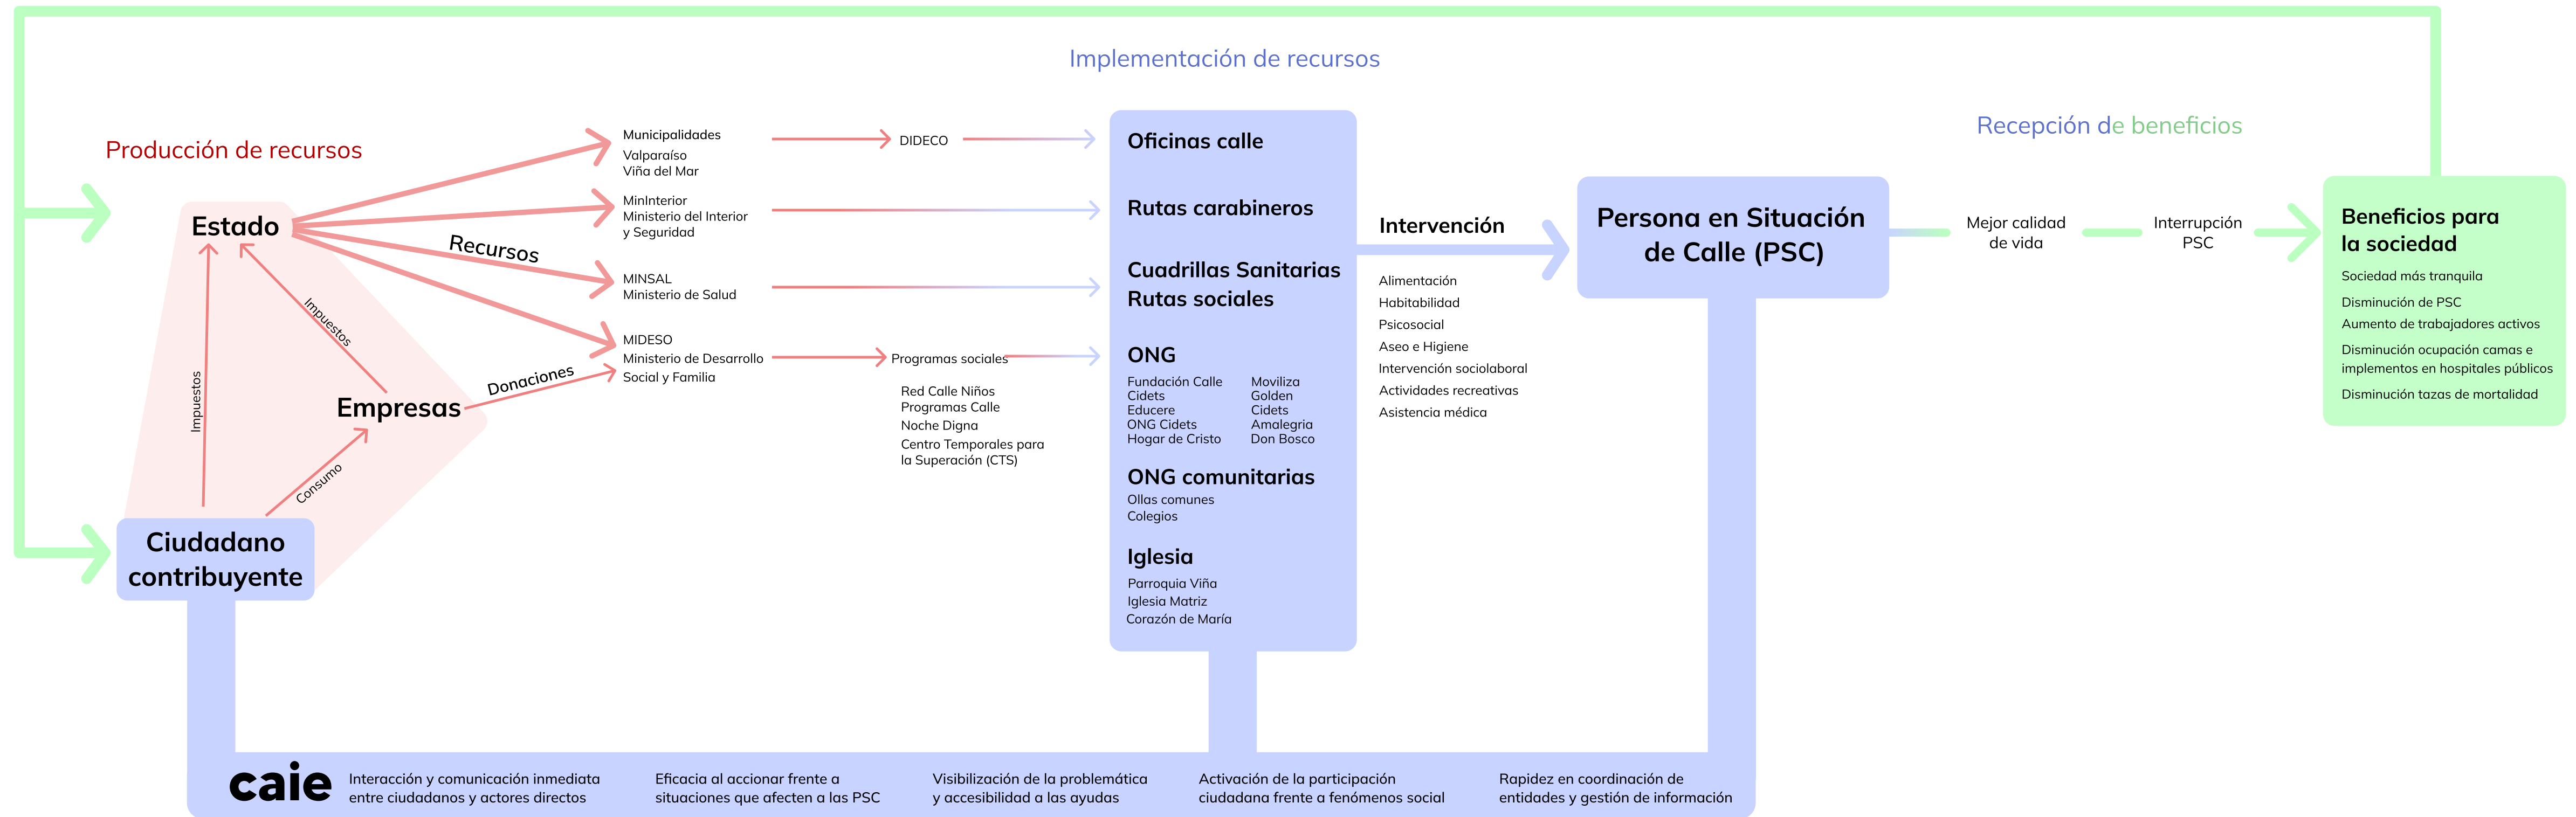 Implementación de recursos
Producción de recursos
Recepción de beneficios
Estado
Impuestos
Impuestos
Empresas
Consumo
Ciudadano
contribuyente
Recursos
Donaciones
Municipalidades
Valparaíso
Viña del Mar
MinInterior
Ministerio del Interior
y Seguridad
MINSAL
Ministerio de Salud
MIDESO
Ministerio de Desarrollo
Social y Familia
DIDECO
Programas sociales
Red Calle Niños
Programas Calle
Noche Digna
Centro Temporales para
la Superación (CTS)
Oficinas calle
Rutas carabineros
Cuadrillas Sanitarias
Rutas sociales
ONG
Fundación Calle
Cidets
Educere
ONG Cidets
Hogar de Cristo
Moviliza
Golden
Cidets
Amalegria
Don Bosco
ONG comunitarias
Ollas comunes
Colegios
Iglesia
Parroquia Viña
Iglesia Matriz
Corazón de María
Intervención
Alimentación
Habitabilidad
Psicosocial
Aseo e Higiene
Intervención sociolaboral
Actividades recreativas
Asistencia médica
Persona en Situación
de Calle (PSC)
Mejor calidad
de vida
Interrupción
PSC
Beneficios para
la sociedad
Sociedad más tranquila
Disminución de PSC
Aumento de trabajadores activos
Disminución ocupación camas e
implementos en hospitales públicos
Disminución tazas de mortalidad
caie
Interacción y comunicación inmediata
entre ciudadanos y actores directos
Eficacia al accionar frente a
situaciones que afecten a las PSC
Visibilización de la problemática
y accesibilidad a las ayudas
Activación de la participación
ciudadana frente a fenómenos social
Rapidez en coordinación de
entidades y gestión de información